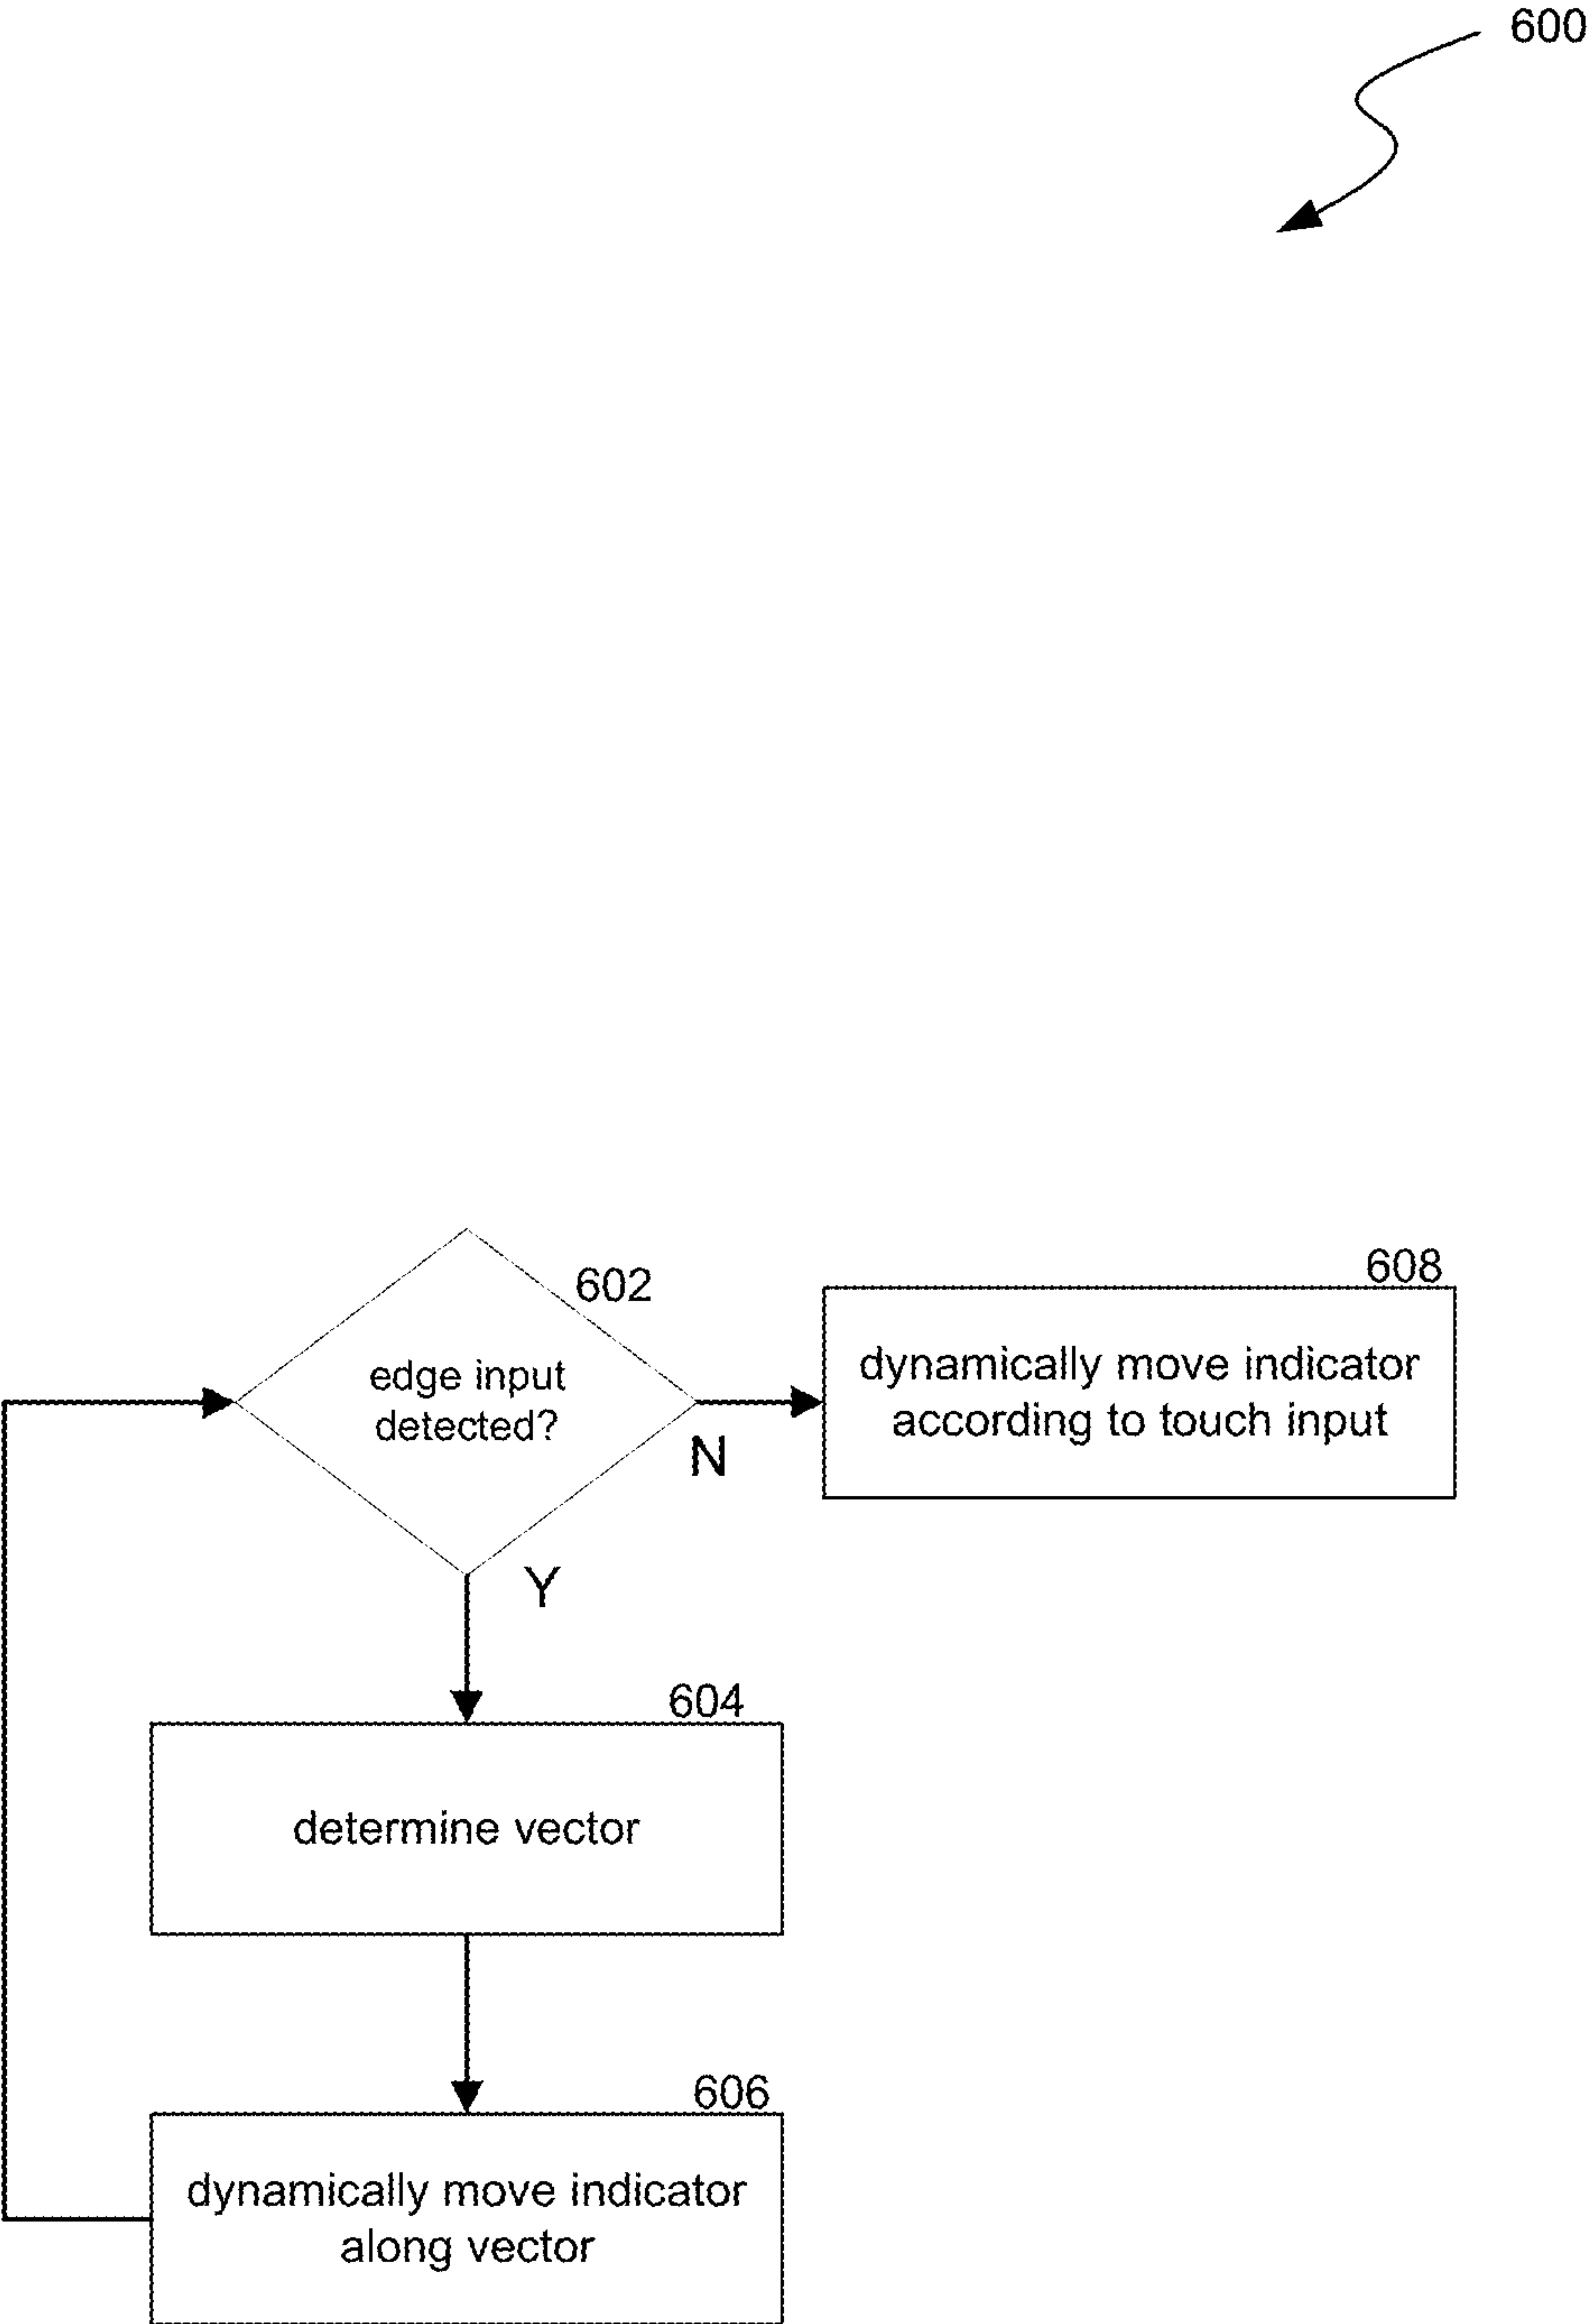 600
602
edge input
detected?
N
Y
608
dynamically move indicator
according to touch input
604
determine vector
606
dynamically move indicator
along vector